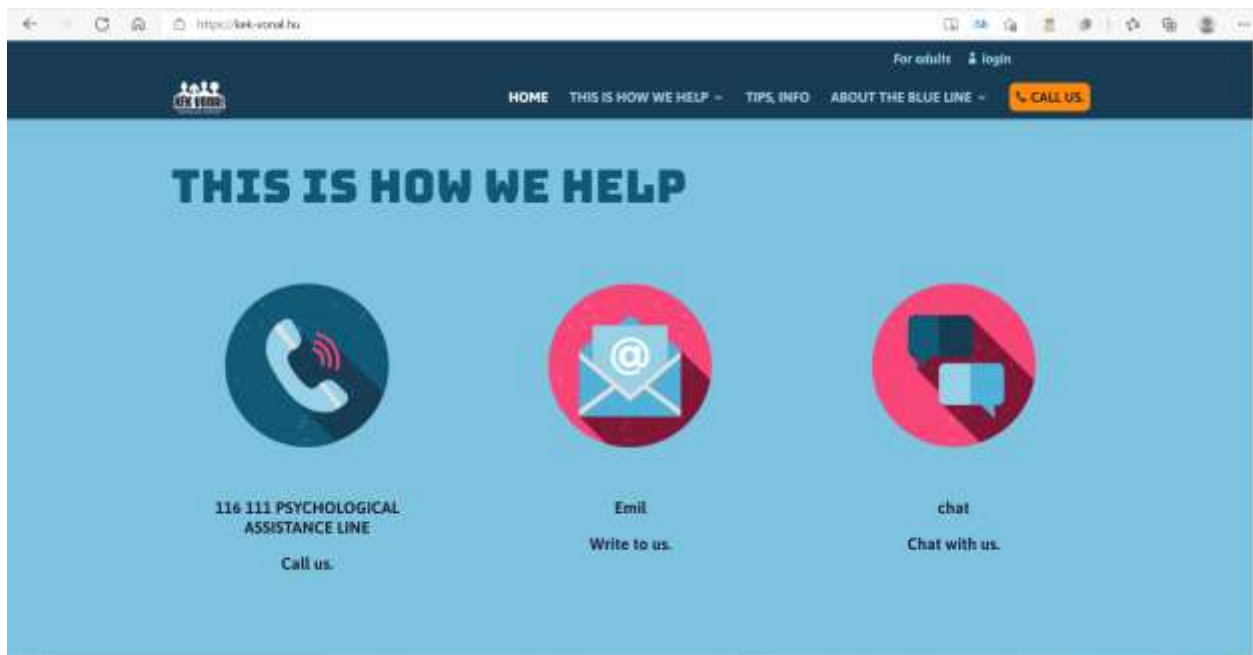 https://kek-vonal.hu
For adults login
KÉK VONAL
HOME THIS IS HOW WE HELP TIPS, INFO ABOUT THE BLUE LINE CALL US.
THIS IS HOW WE HELP
@
116 111 PSYCHOLOGICAL
ASSISTANCE LINE
Call us.
Emil
Write to us.
chat
Chat with us.